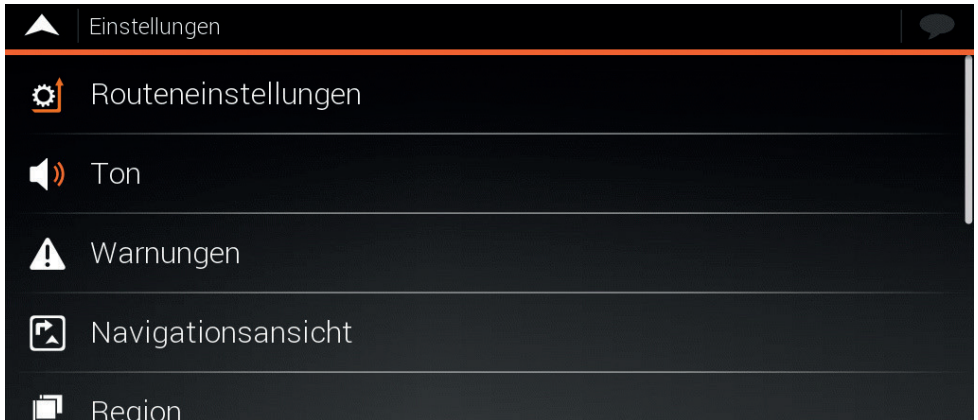 Einstellungen
Routeneinstellungen
Ton
Warnungen
Navigationsansicht
Region